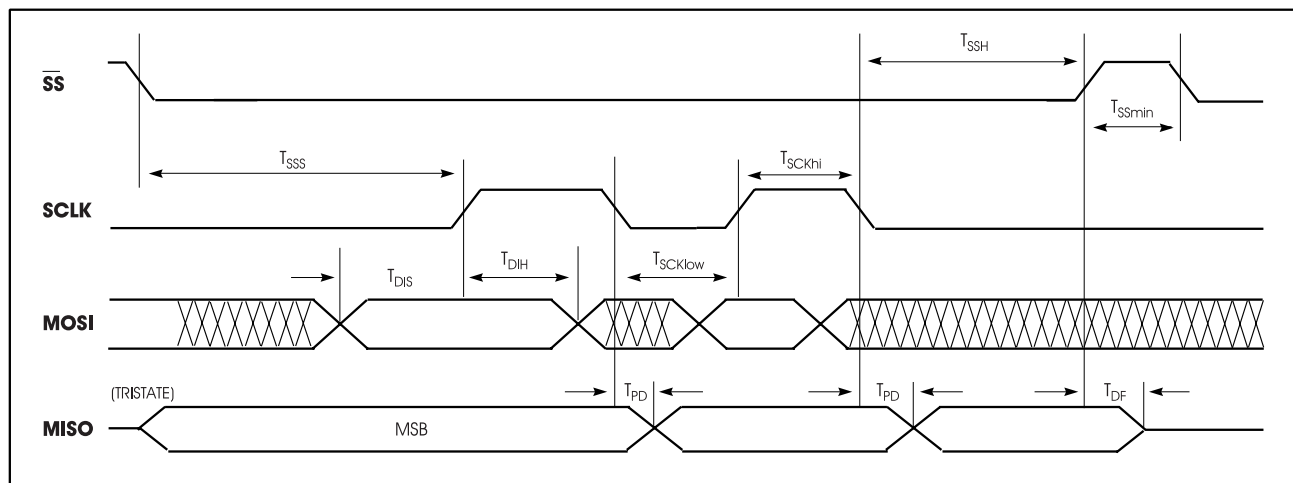 T_SSH
SS
T_SSmin
T_SSS
T_SCKhi
SCLK
T_DIS
T_DIH
T_SCKlow
MOSI
(TRISTATE)
T_PD
T_PD
T_DF
MISO
MSB